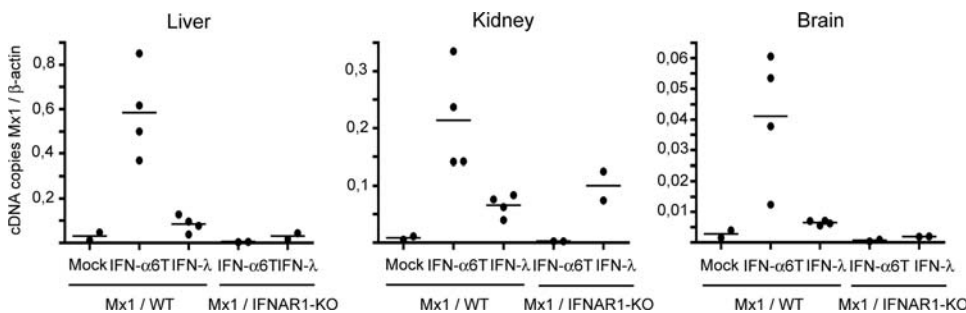 Liver
Kidney
Brain
cDNA copies Mx1 / β-actin
0,8
0,6
0,4
0,2
Mock IFN-α6T IFN-λ IFN-α6T IFN-λ
Mx1 / WT Mx1 / IFNAR1-KO
0,3
0,2
0,1
Mock IFN-α6T IFN-λ IFN-α6T IFN-λ
Mx1 / WT Mx1 / IFNAR1-KO
0,06
0,05
0,04
0,03
0,02
0,01
Mock IFN-α6T IFN-λ IFN-α6T IFN-λ
Mx1 / WT Mx1 / IFNAR1-KO